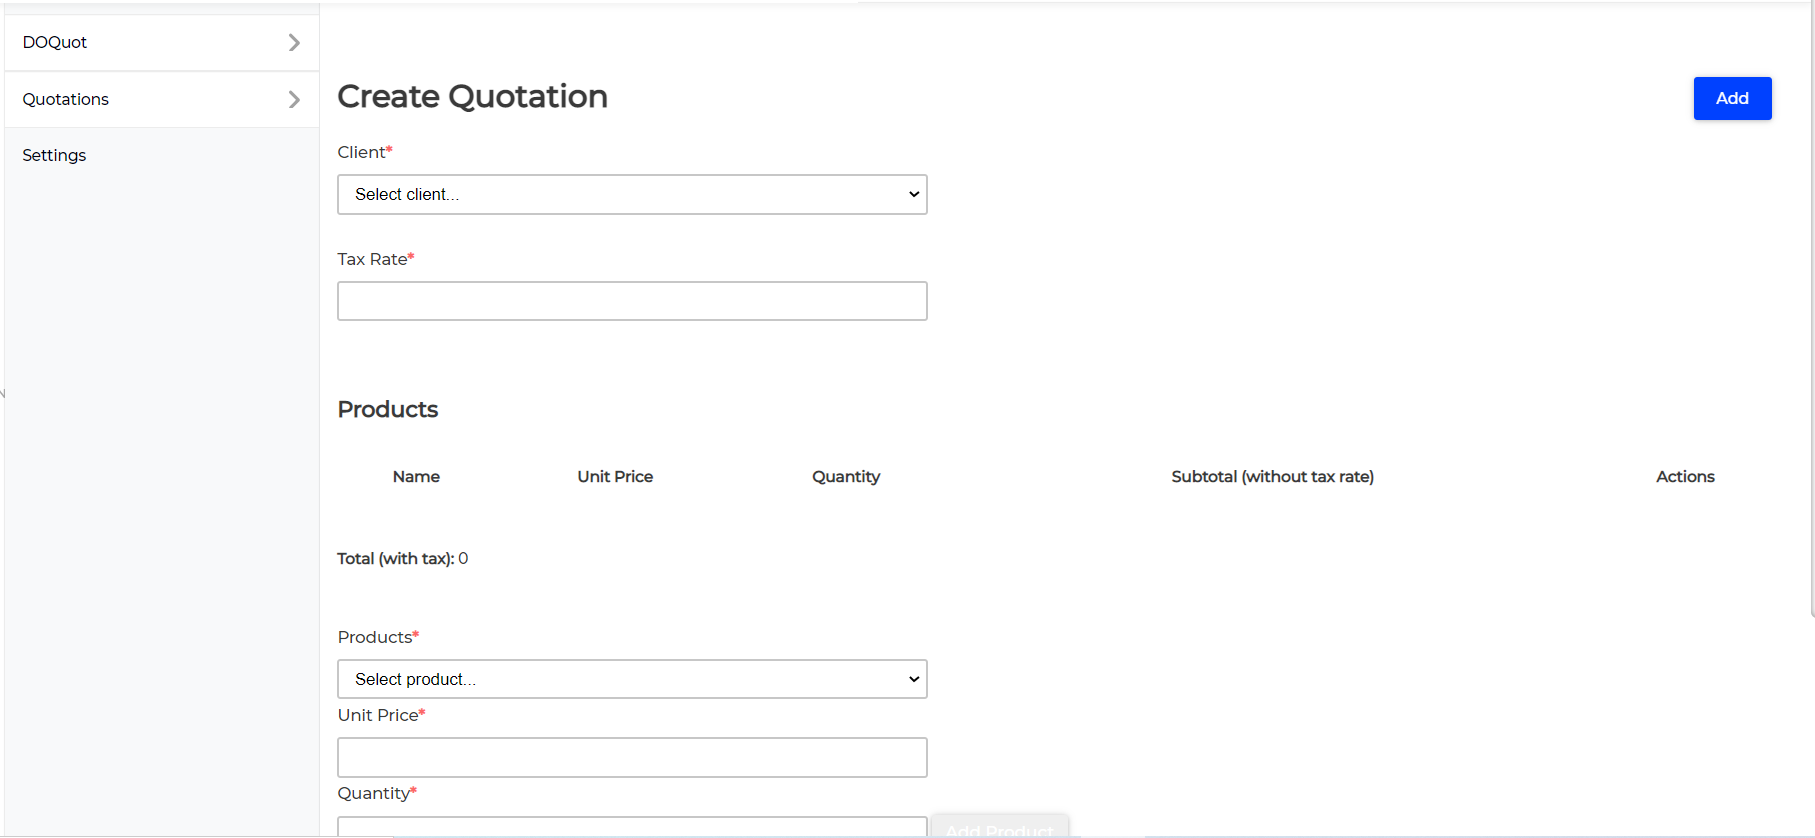 DOQuot
Quotations
Settings
Create Quotation
Add
Client*
Select client...
Tax Rate*
Products
Name Unit Price Quantity Subtotal (without tax rate) Actions
Total (with tax): 0
Products*
Select product...
Unit Price*
Quantity*
Add Product